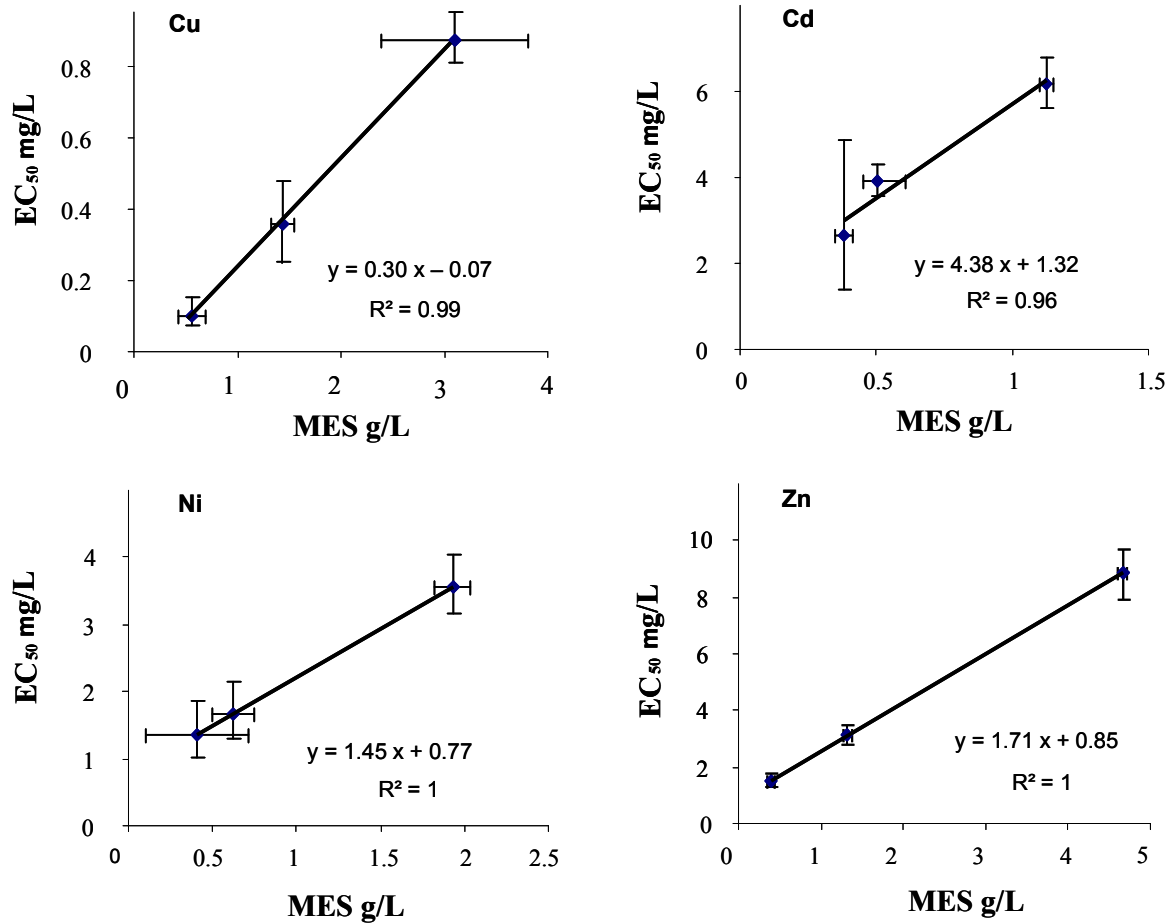 Cu
EC₅₀ mg/L
0.8
0.6
0.4
0.2
0
y = 0.30 x – 0.07
R² = 0.99
0 1 2 3 4
MES g/L
Cd
EC₅₀ mg/L
6
4
2
0
y = 4.38 x + 1.32
R² = 0.96
0 0.5 1 1.5
MES g/L
Ni
EC₅₀ mg/L
4
3
2
1
0
y = 1.45 x + 0.77
R² = 1
0 0.5 1 1.5 2 2.5
MES g/L
Zn
EC₅₀ mg/L
10
8
6
4
2
0
y = 1.71 x + 0.85
R² = 1
0 1 2 3 4 5
MES g/L